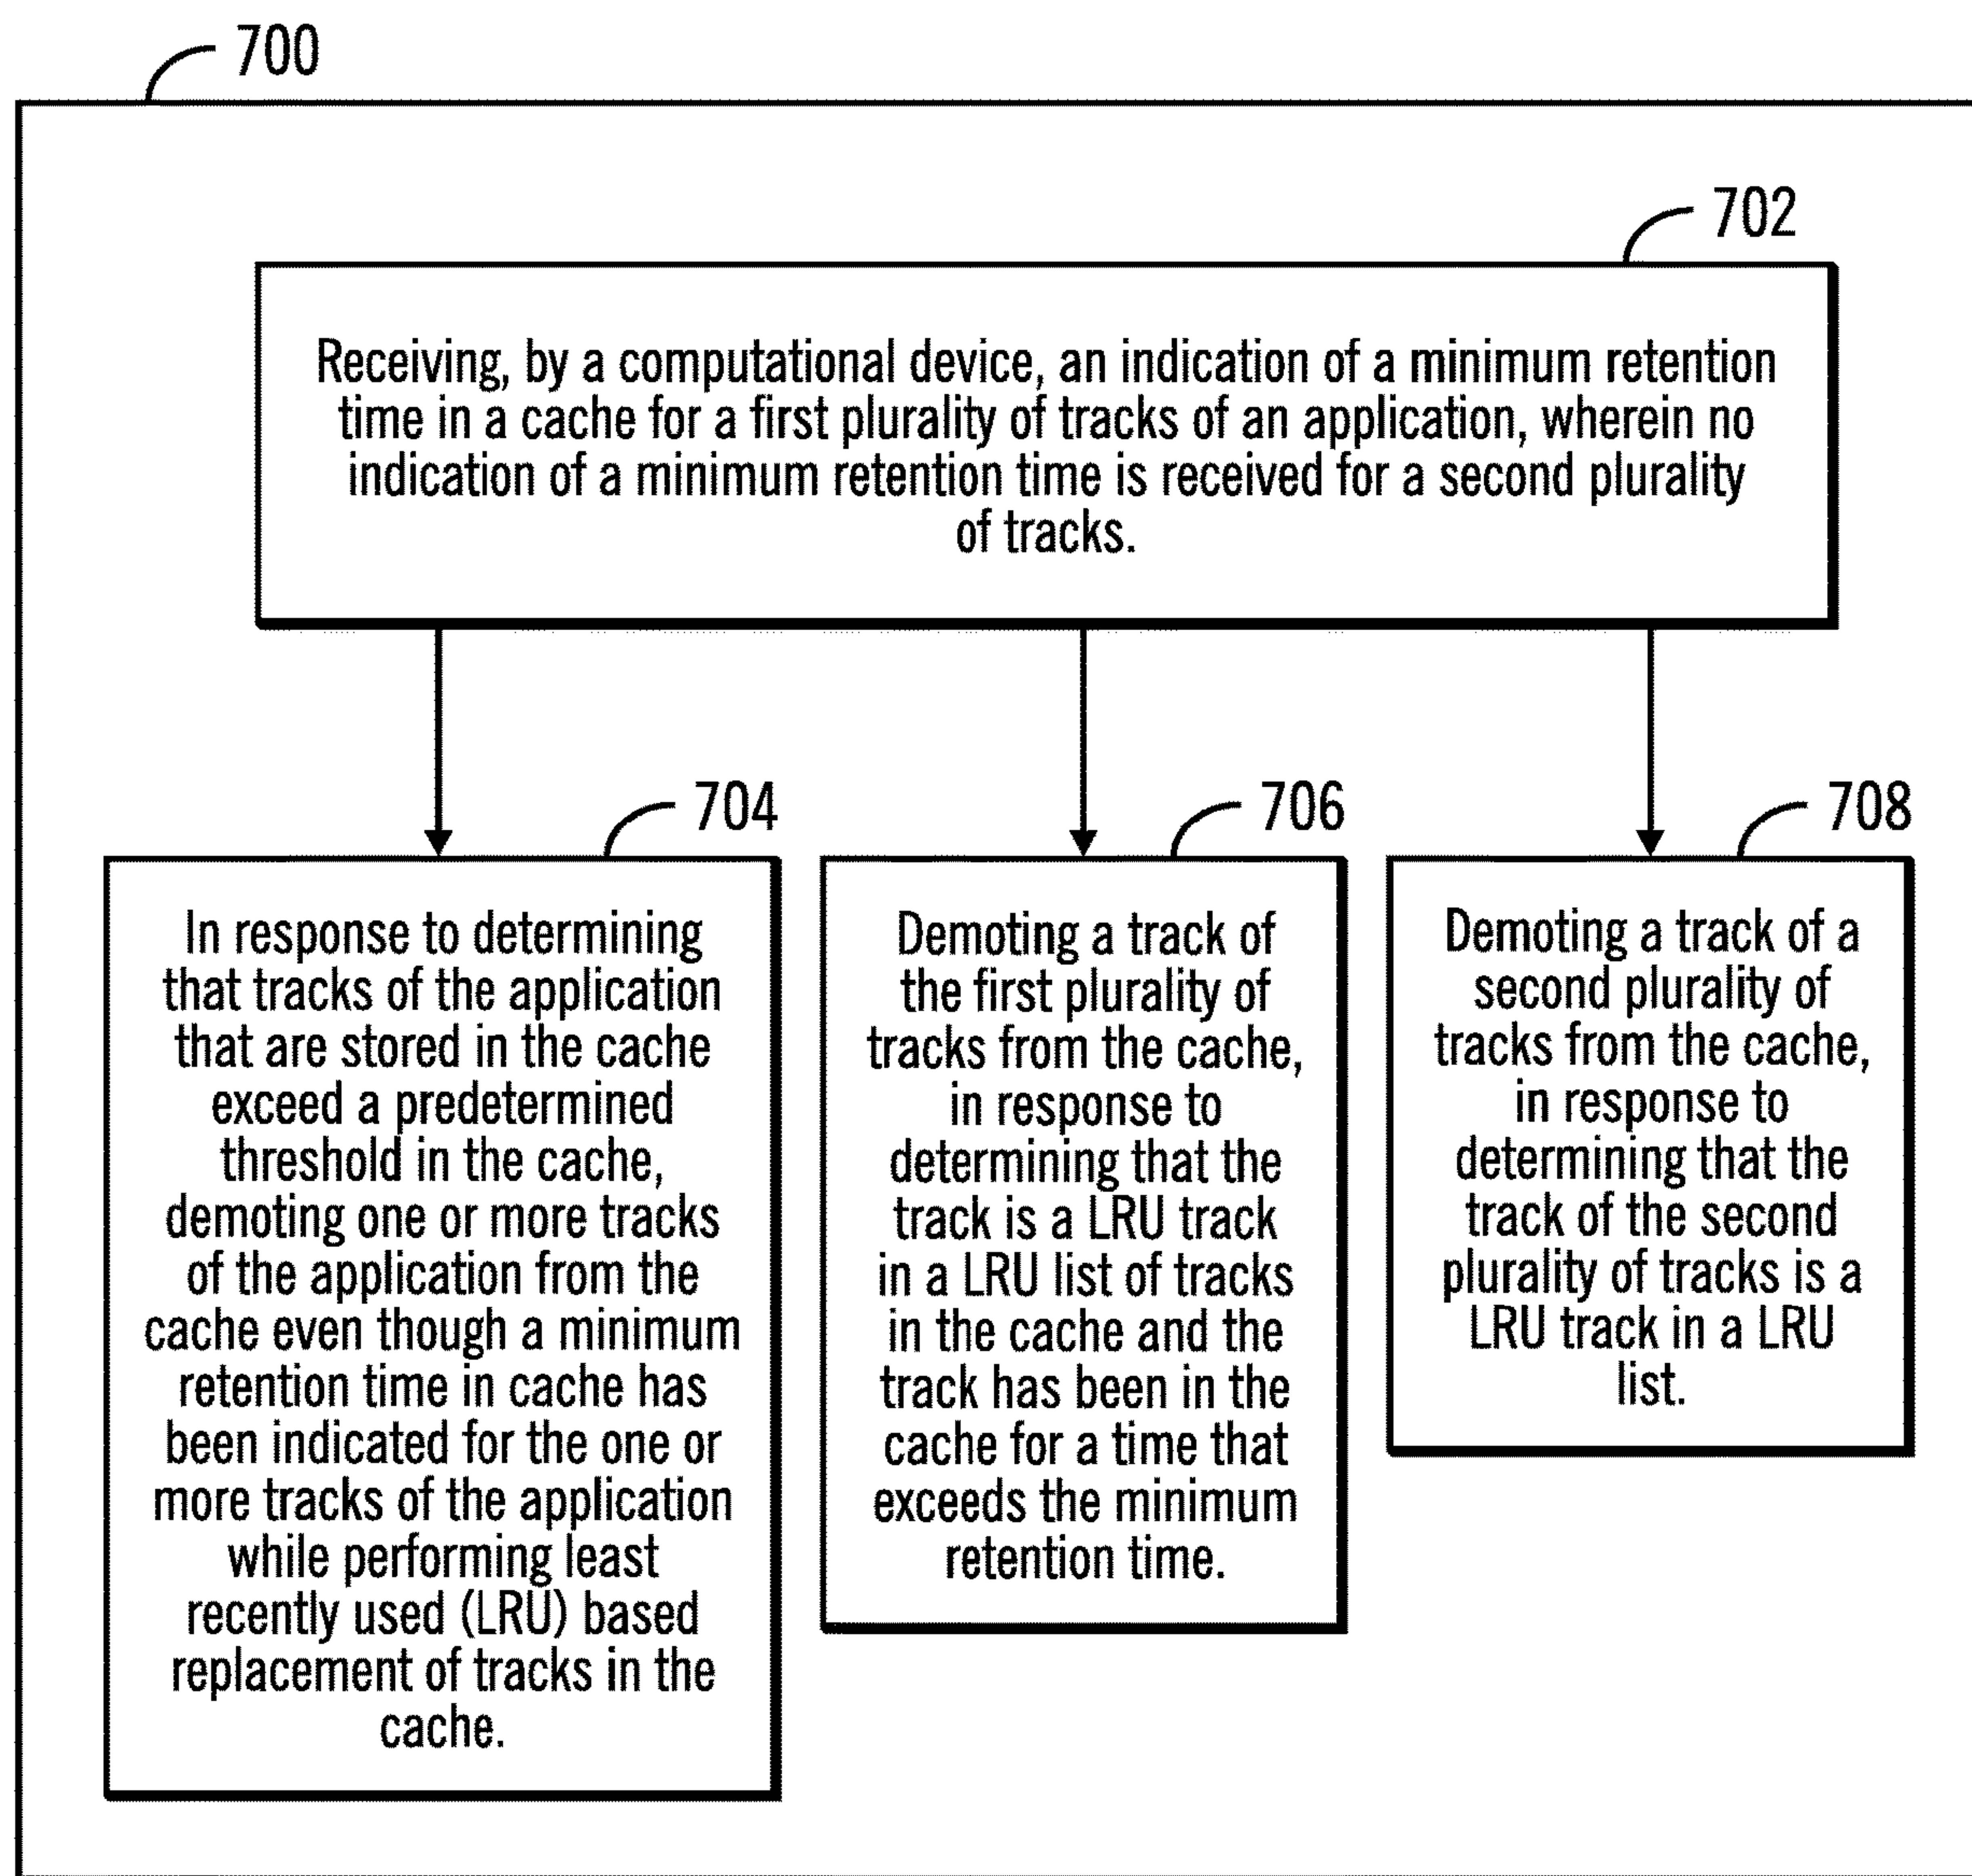 700
702
Receiving, by a computational device, an indication of a minimum retention
time in a cache for a first plurality of tracks of an application, wherein no
indication of a minimum retention time is received for a second plurality
of tracks.
704
In response to determining
that tracks of the application
that are stored in the cache
exceed a predetermined
threshold in the cache,
demoting one or more tracks
of the application from the
cache even though a minimum
retention time in cache has
been indicated for the one or
more tracks of the application
while performing least
recently used (LRU) based
replacement of tracks in the
cache.
706
Demoting a track of
the first plurality of
tracks from the cache,
in response to
determining that the
track is a LRU track
in a LRU list of tracks
in the cache and the
track has been in the
cache for a time that
exceeds the minimum
retention time.
708
Demoting a track of a
second plurality of
tracks from the cache,
in response to
determining that the
track of the second
plurality of tracks is a
LRU track in a LRU
list.